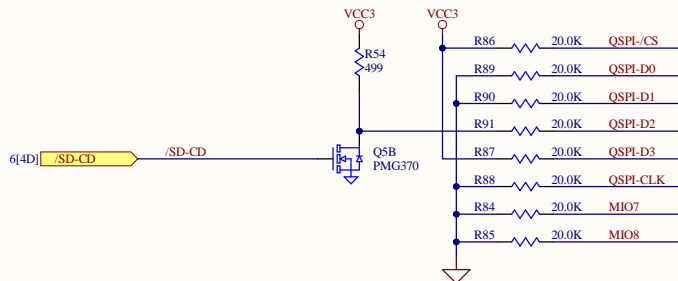 VCC3 VCC3
R54
499
R86 20.0K QSPI-/CS
R89 20.0K QSPI-D0
R90 20.0K QSPI-D1
R91 20.0K QSPI-D2
6[4D] /SD-CD /SD-CD
Q5B
PMG370
R87 20.0K QSPI-D3
R88 20.0K QSPI-CLK
R84 20.0K MIO7
R85 20.0K MIO8